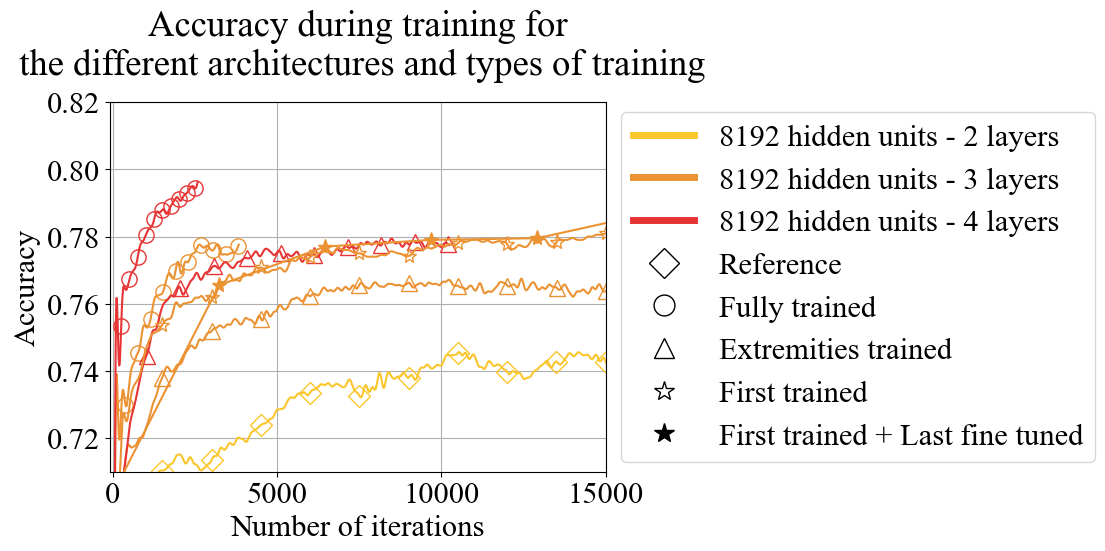 Accuracy during training for
the different architectures and types of training
0.82
0.80
0.78
0.76
0.74
0.72
Accuracy
0
5000
10000
15000
Number of iterations
8192 hidden units - 2 layers
8192 hidden units - 3 layers
8192 hidden units - 4 layers
Reference
Fully trained
Extremities trained
First trained
First trained + Last fine tuned